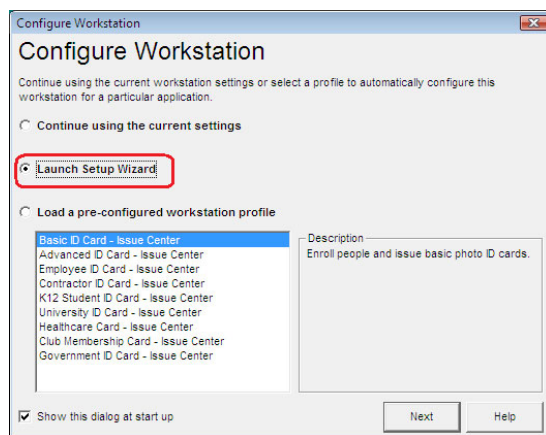 Configure Workstation
Configure Workstation
Continue using the current workstation settings or select a profile to automatically configure this
workstation for a particular application.
Continue using the current settings
Launch Setup Wizard
Load a pre-configured workstation profile
Basic ID Card - Issue Center
Advanced ID Card - Issue Center
Employee ID Card - Issue Center
Contractor ID Card - Issue Center
K12 Student ID Card - Issue Center
University ID Card - Issue Center
Healthcare Card - Issue Center
Club Membership Card - Issue Center
Government ID Card - Issue Center
Description
Enroll people and issue basic photo ID cards.
Show this dialog at start up
Next
Help